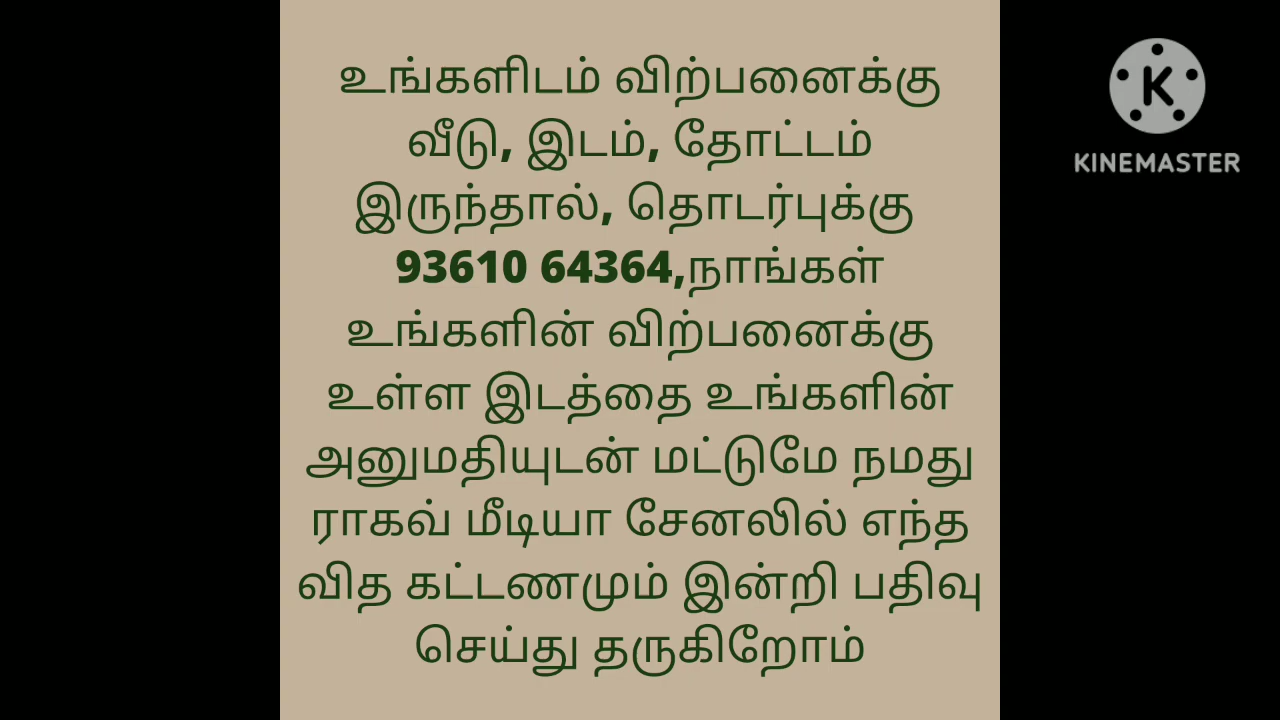 உங்களிடம் விற்பனைக்கு
வீடு, இடம், தோட்டம்
இருந்தால், தொடர்புக்கு
93610 64364,நாங்கள்
உங்களின் விற்பனைக்கு
உள்ள இடத்தை உங்களின்
அனுமதியுடன் மட்டுமே நமது
ராகவ் மீடியா சேனலில் எந்த
வித கட்டணமும் இன்றி பதிவு
செய்து தருகிறோம்
K
KINEMASTER